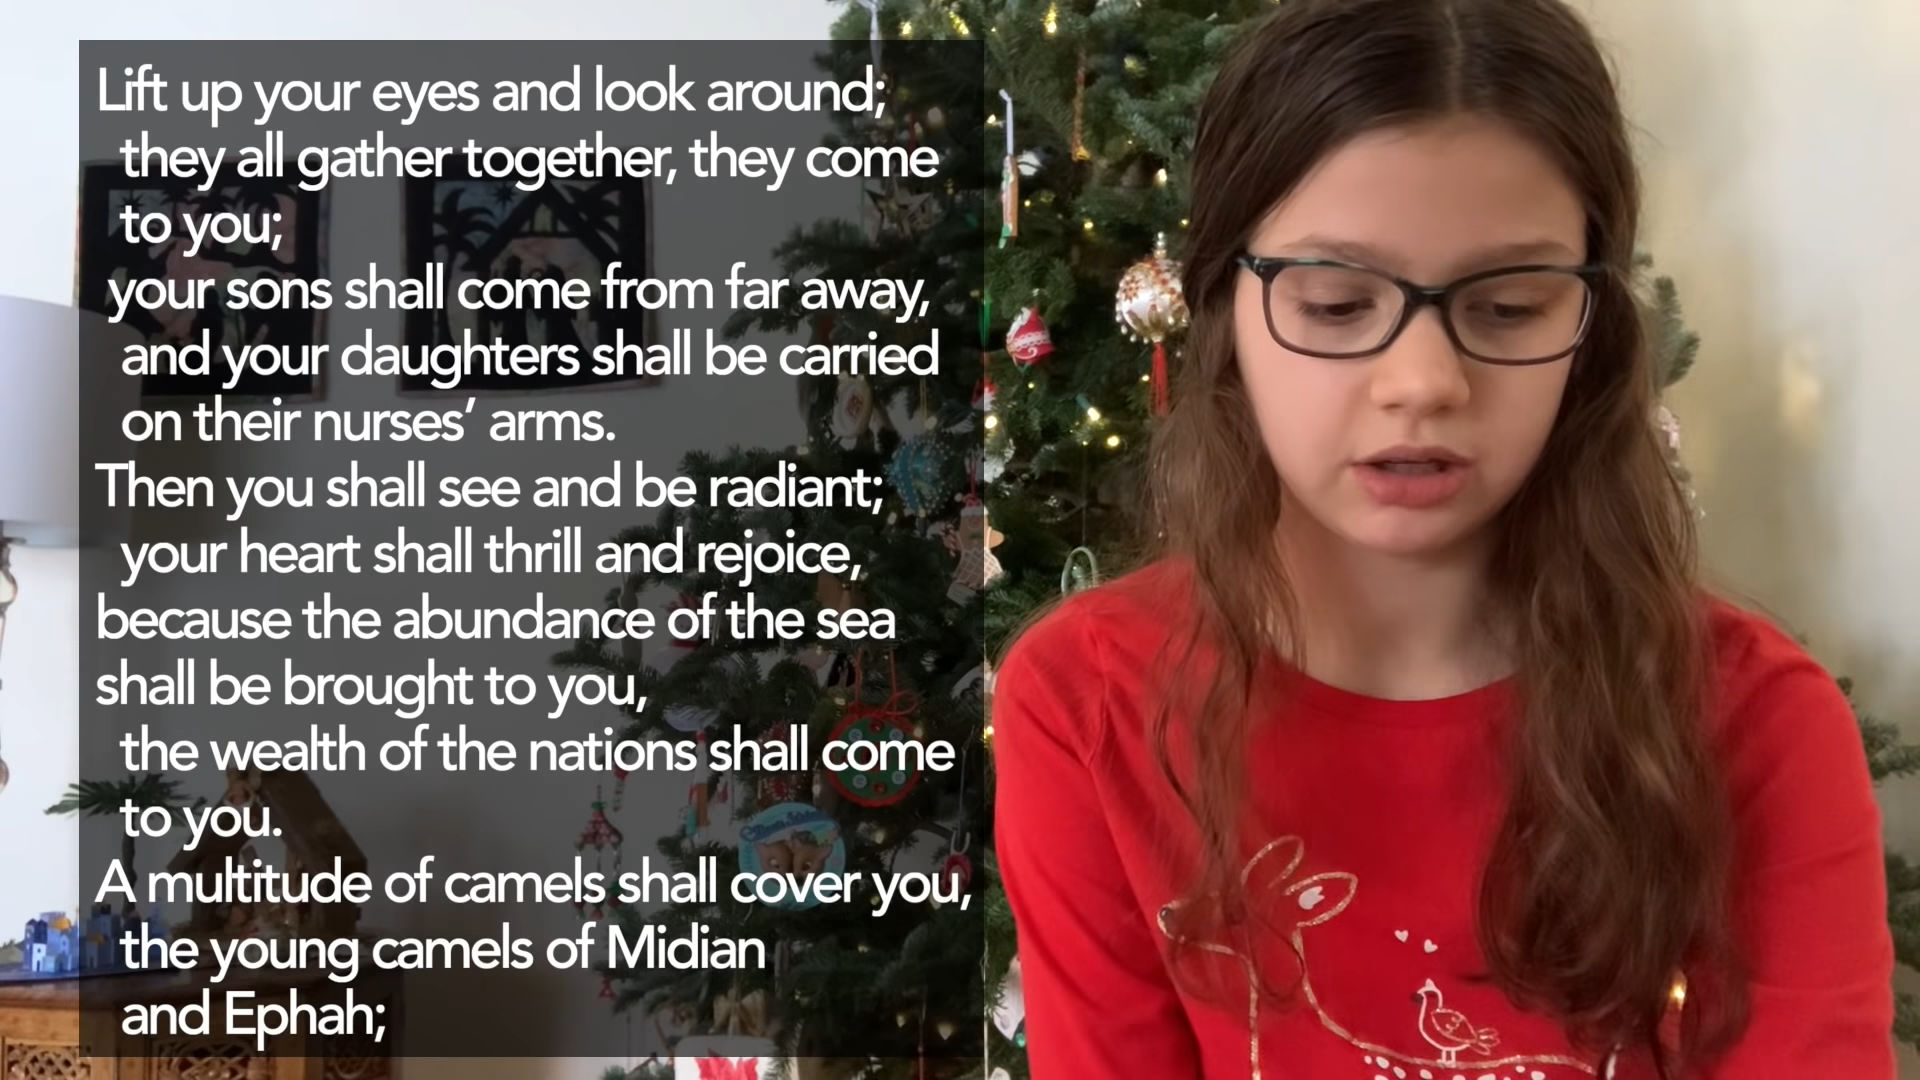 Lift up your eyes and look around;
they all gather together, they come
to you;
your sons shall come from far away,
and your daughters shall be carried
on their nurses’ arms.
Then you shall see and be radiant;
your heart shall thrill and rejoice,
because the abundance of the sea
shall be brought to you,
the wealth of the nations shall come
to you.
A multitude of camels shall cover you,
the young camels of Midian
and Ephah;